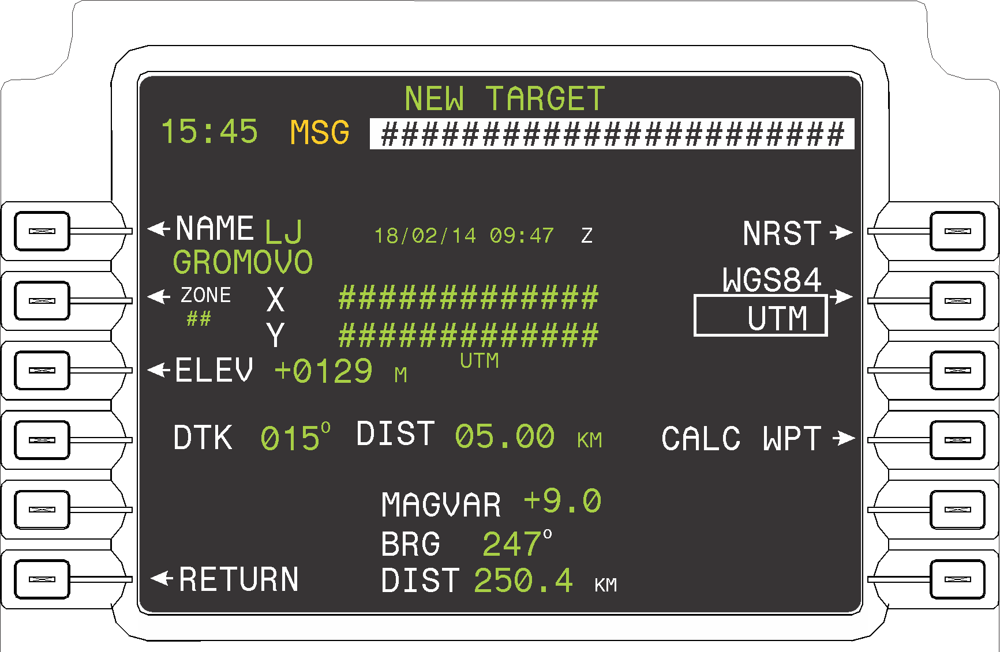 NEW TARGET
15:45 MSG #######################
NAME LJ 18/02/14 09:47 Z NRST
GROMOVO
WGS84
ZONE X ############# UTM
## Y #############
UTM
ELEV +0129 M
DTK 015° DIST 05.00 KM CALC WPT
MAGVAR +9.0
BRG 247°
RETURN DIST 250.4 KM